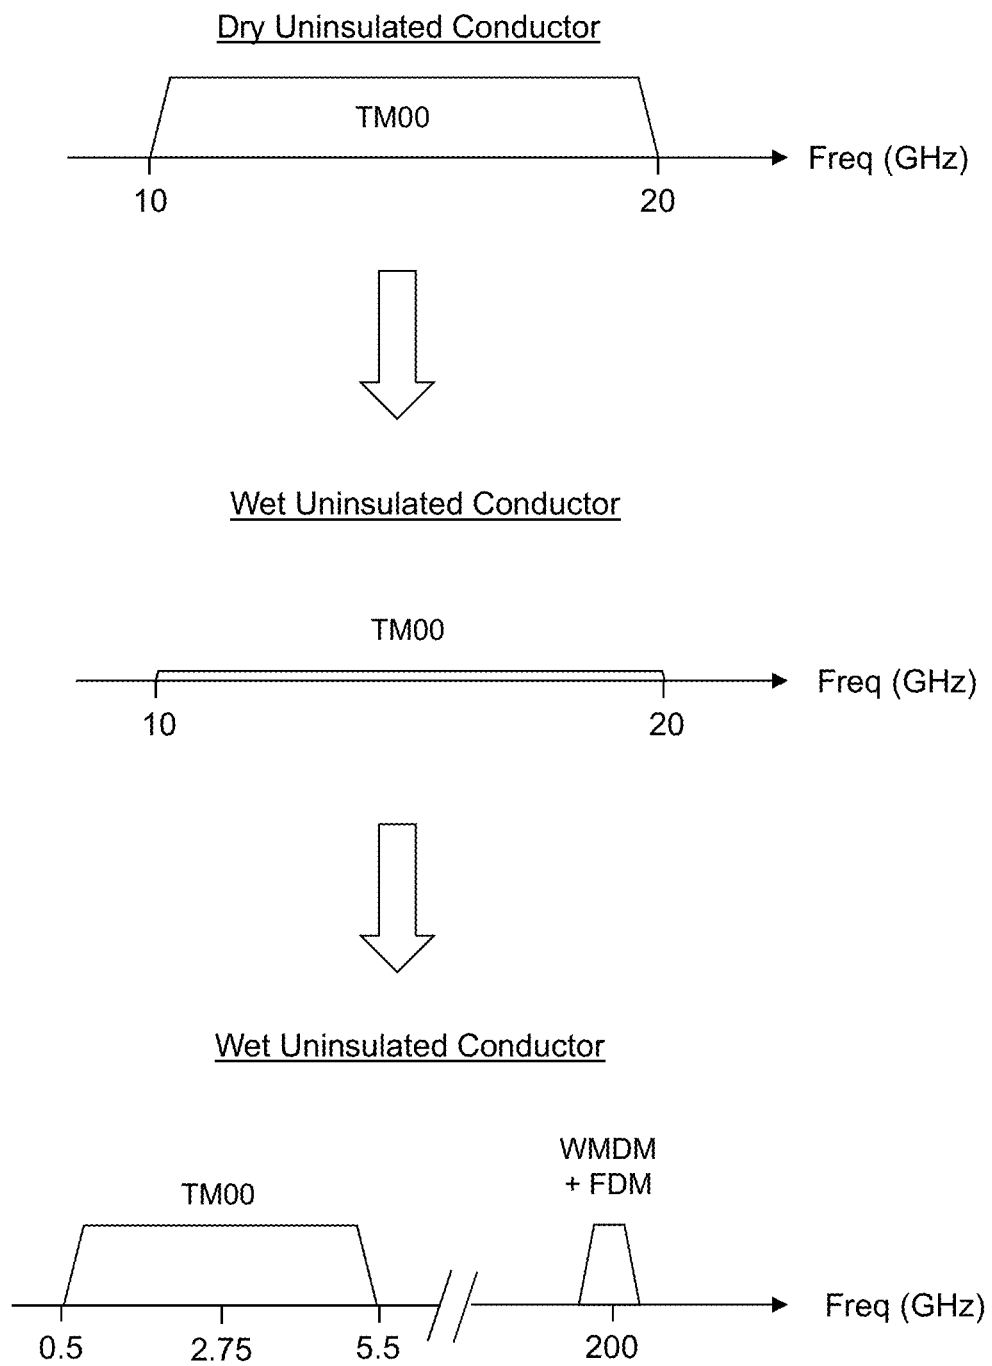 Dry Uninsulated Conductor
TM00
Freq (GHz)
10
20
Wet Uninsulated Conductor
TM00
Freq (GHz)
10
20
Wet Uninsulated Conductor
WMDM
+ FDM
TM00
Freq (GHz)
0.5
2.75
5.5
200